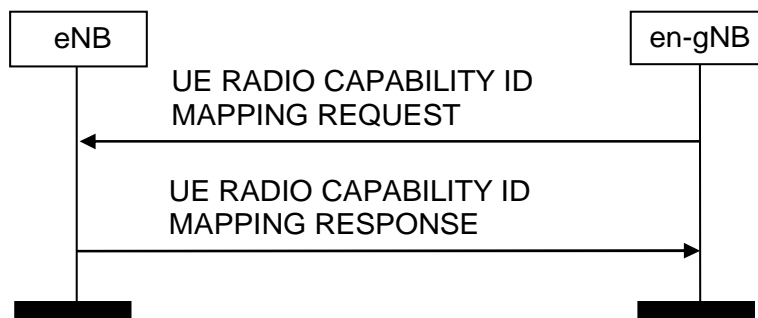 eNB
en-gNB
UE RADIO CAPABILITY ID
MAPPING REQUEST
UE RADIO CAPABILITY ID
MAPPING RESPONSE